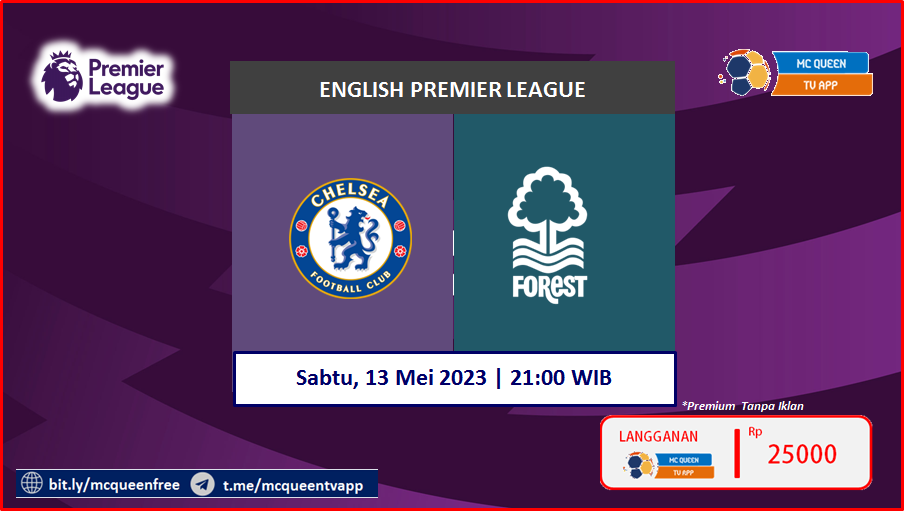 Premier
League
MC QUEEN
TV APP
ENGLISH PREMIER LEAGUE
CHELSEA
FOOTBALL CLUB
FOREST
Sabtu, 13 Mei 2023 | 21:00 WIB
*Premium Tanpa Iklan
LANGGANAN
MC QUEEN
TV APP
Rp
25000
bit.ly/mcqueenfree
t.me/mcqueentvapp